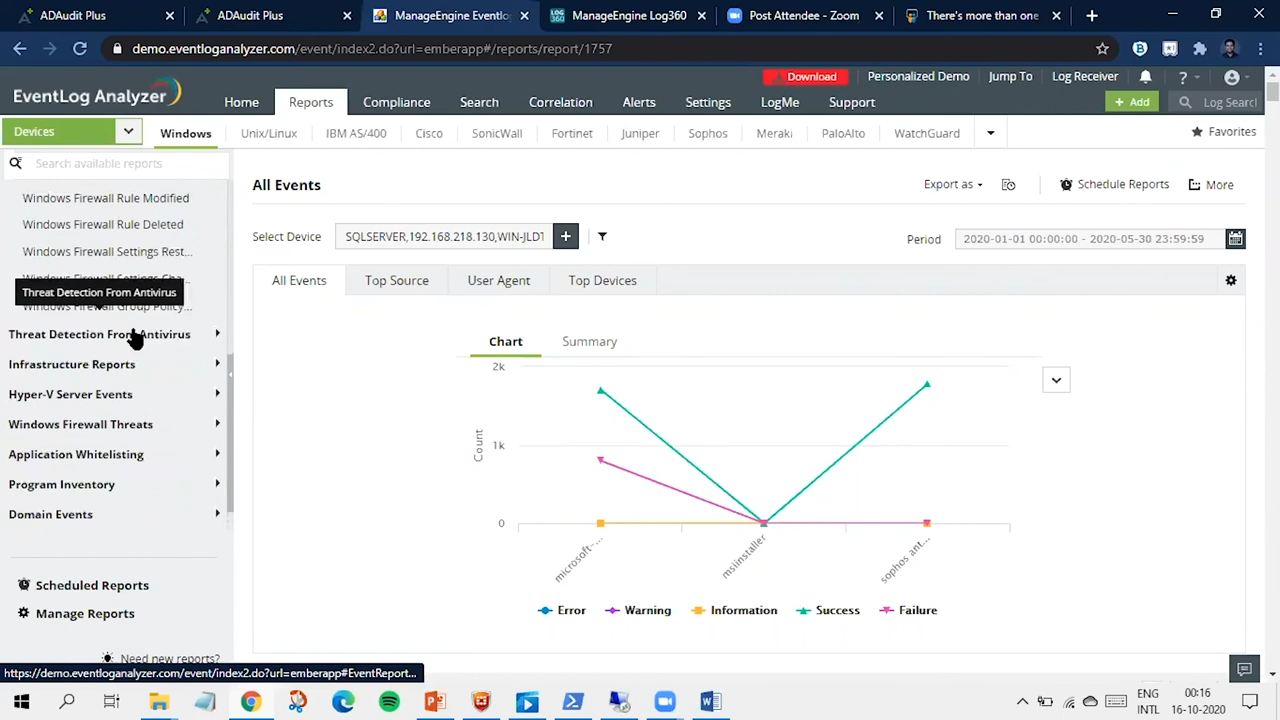 ADAudit Plus
ADAudit Plus
ManageEngine EventLo
ManageEngine Log360
Post Attendee - Zoom
There's more than one
demo.eventloganalyzer.com/event/index2.do?url=emberapp#/reports/report/1757
EventLog Analyzer
Download
Personalized Demo
Jump To
Log Receiver
?
Home
Reports
Compliance
Search
Correlation
Alerts
Settings
LogMe
Support
+ Add
Log Search
Devices
Windows
Unix/Linux
IBM AS/400
Cisco
SonicWall
Fortinet
Juniper
Sophos
Meraki
PaloAlto
WatchGuard
Favorites
Search available reports
Windows Firewall Rule Modified
Windows Firewall Rule Deleted
Windows Firewall Settings Rest...
Windows Firewall Settings Cha...
Threat Detection From Antivirus
Windows Firewall Group Policy...
Threat Detection From Antivirus
Infrastructure Reports
Hyper-V Server Events
Windows Firewall Threats
Application Whitelisting
Program Inventory
Domain Events
Scheduled Reports
Manage Reports
Need new reports?
All Events
Export as
Schedule Reports
More
Select Device
SQLSERVER,192.168.218.130,WIN-JLDT
+
Period
2020-01-01 00:00:00 - 2020-05-30 23:59:59
All Events
Top Source
User Agent
Top Devices
Chart
Summary
2k
1k
0
Count
microsoft-...
msiinstaller
sophos ant...
Error
Warning
Information
Success
Failure
https://demo.eventloganalyzer.com/event/index2.do?url=emberapp#EventReport...
ENG
INTL
00:16
16-10-2020